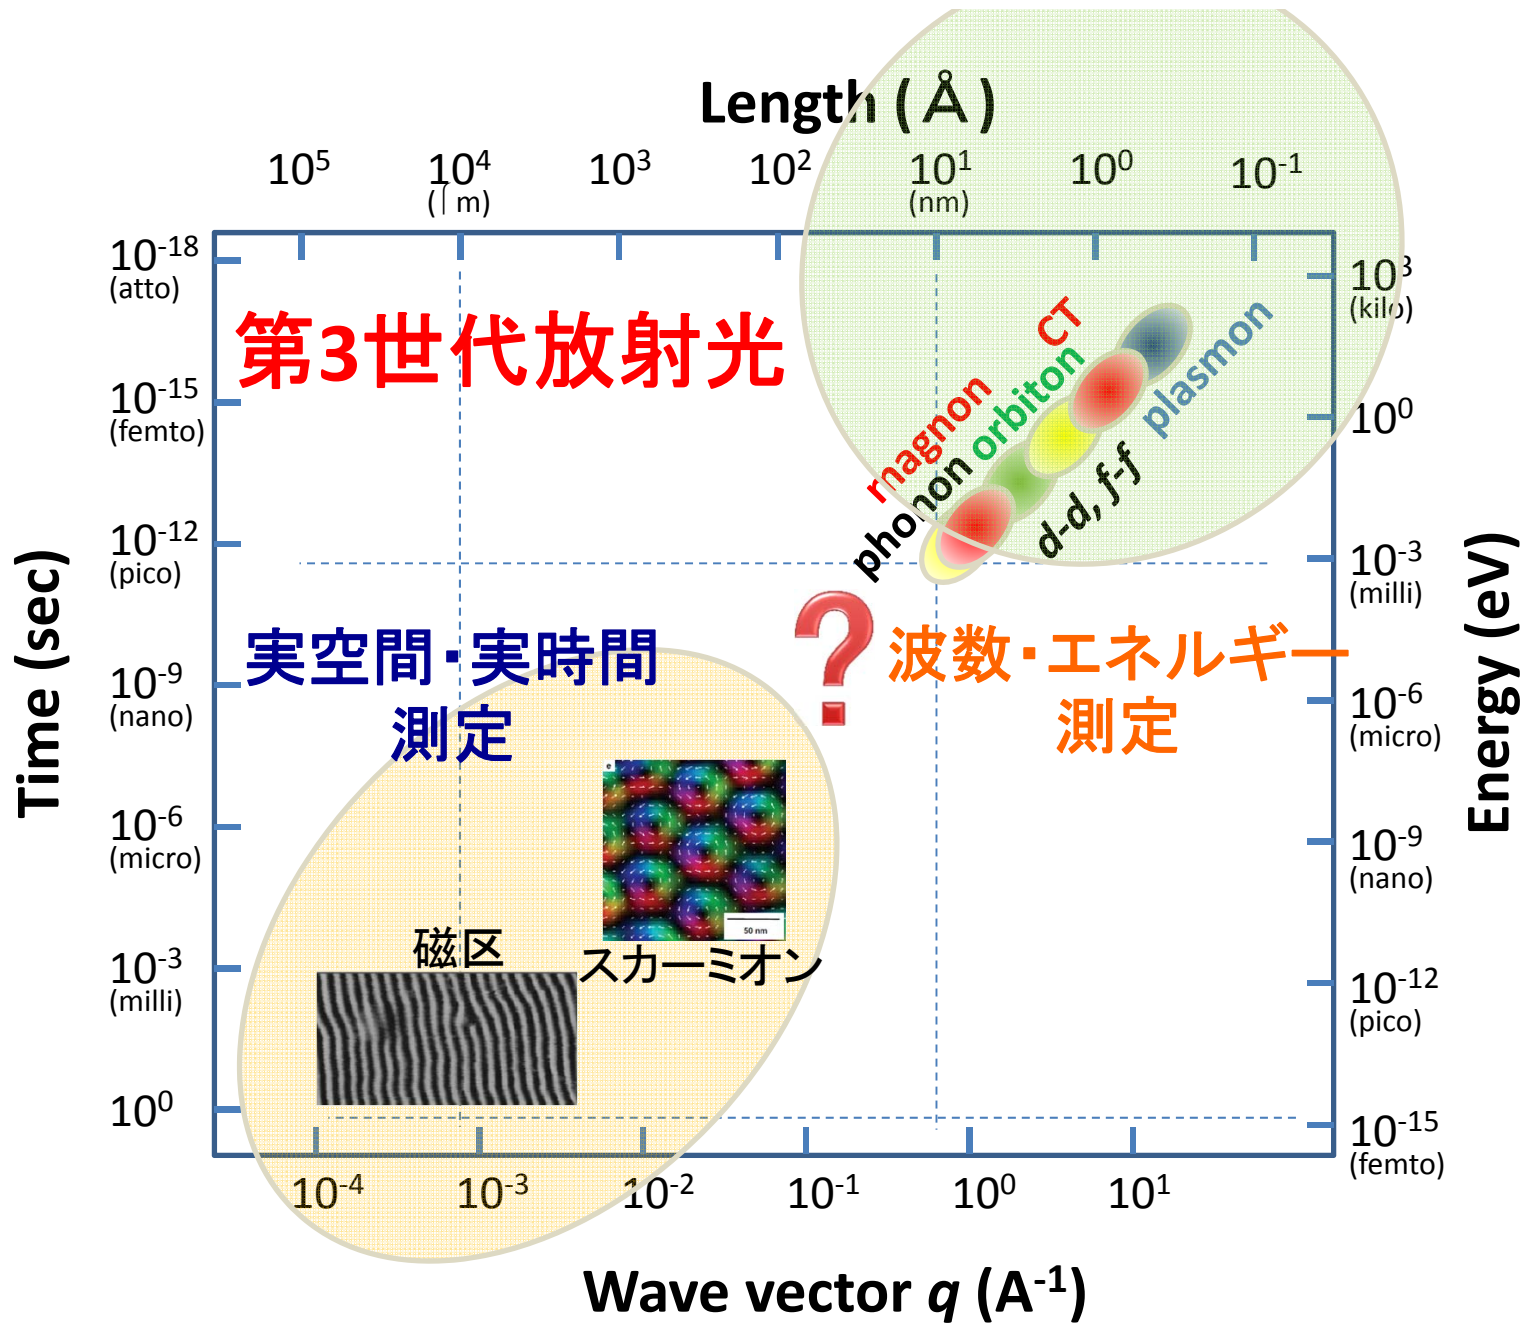 Length (Å)
10⁵ 10⁴ 10³ 10² 10¹ 10⁰ 10⁻¹
(⌠m) (nm)
10⁻¹⁸
(atto)
10⁻¹⁵
(femto)
10⁻¹²
(pico)
10⁻⁹
(nano)
10⁻⁶
(micro)
10⁻³
(milli)
10⁰
Time (sec)
第3世代放射光
CT
plasmon
orbiton
magnon
phonon
d-d, f-f
?
実空間・実時間
測定
波数・エネルギー
測定
e
50 nm
スカーミオン
磁区
10³
(kilo)
10⁰
10⁻³
(milli)
10⁻⁶
(micro)
10⁻⁹
(nano)
10⁻¹²
(pico)
10⁻¹⁵
(femto)
Energy (eV)
10⁻⁴ 10⁻³ 10⁻² 10⁻¹ 10⁰ 10¹
Wave vector q (A⁻¹)